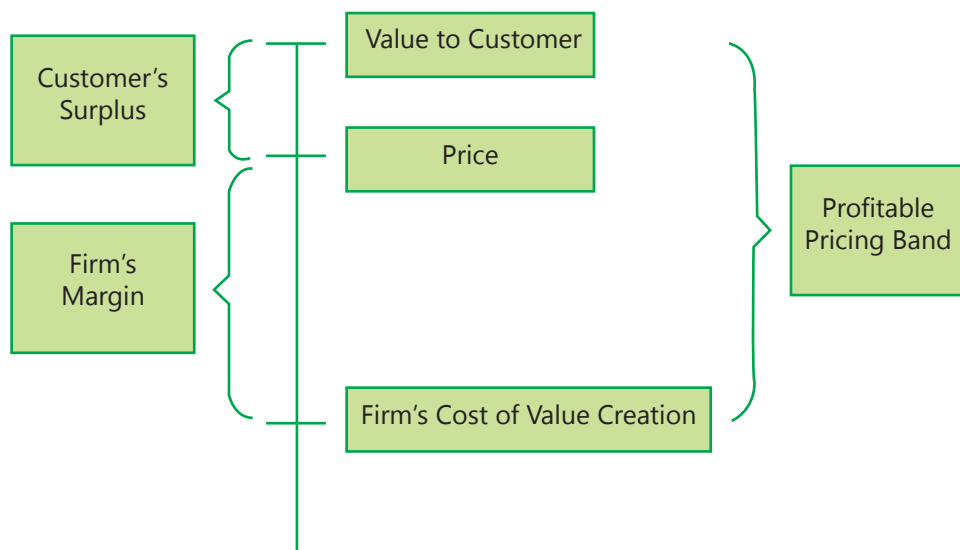 Value to Customer
Customer’s
Surplus
Price
Profitable
Pricing Band
Firm’s
Margin
Firm’s Cost of Value Creation